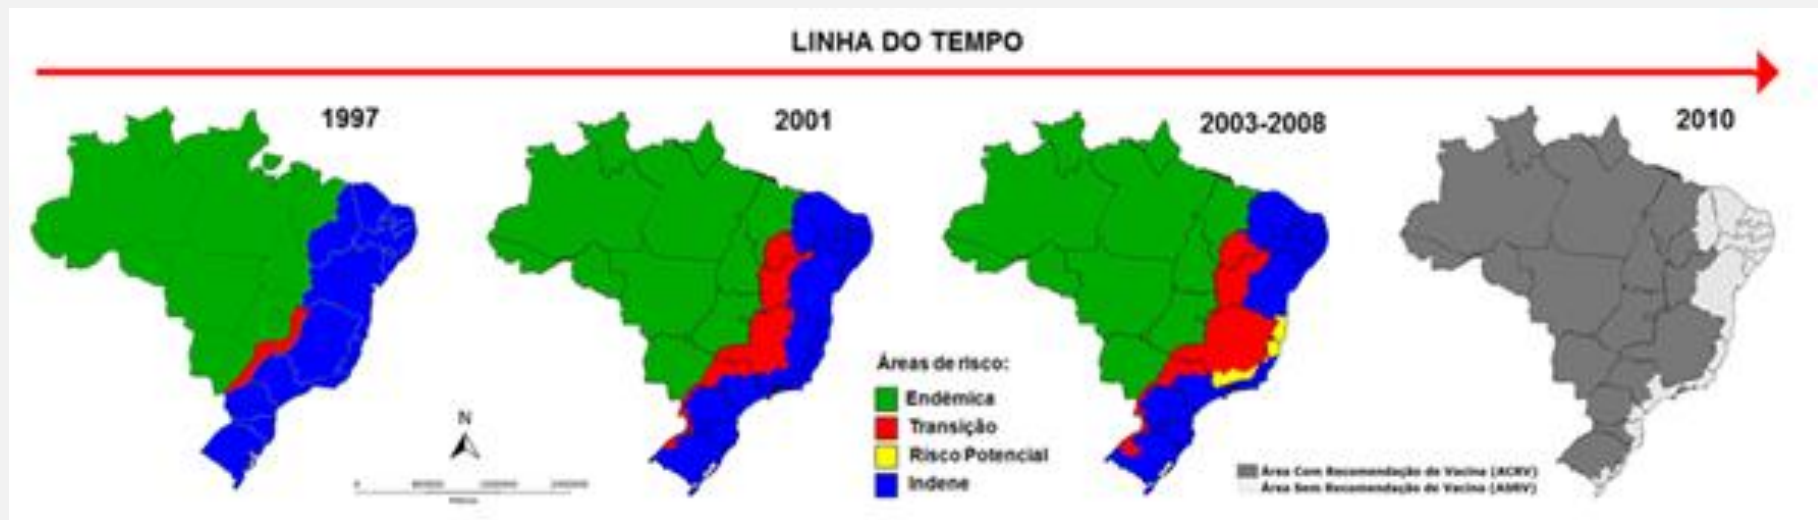 LINHA DO TEMPO
1997
2001
2003-2008
2010
Áreas de risco:
Endêmica
Transição
Risco Potencial
Indene
N
0
Área Com Recomendação de Vacina (ACRV)
Área Sem Recomendação de Vacina (ASRV)